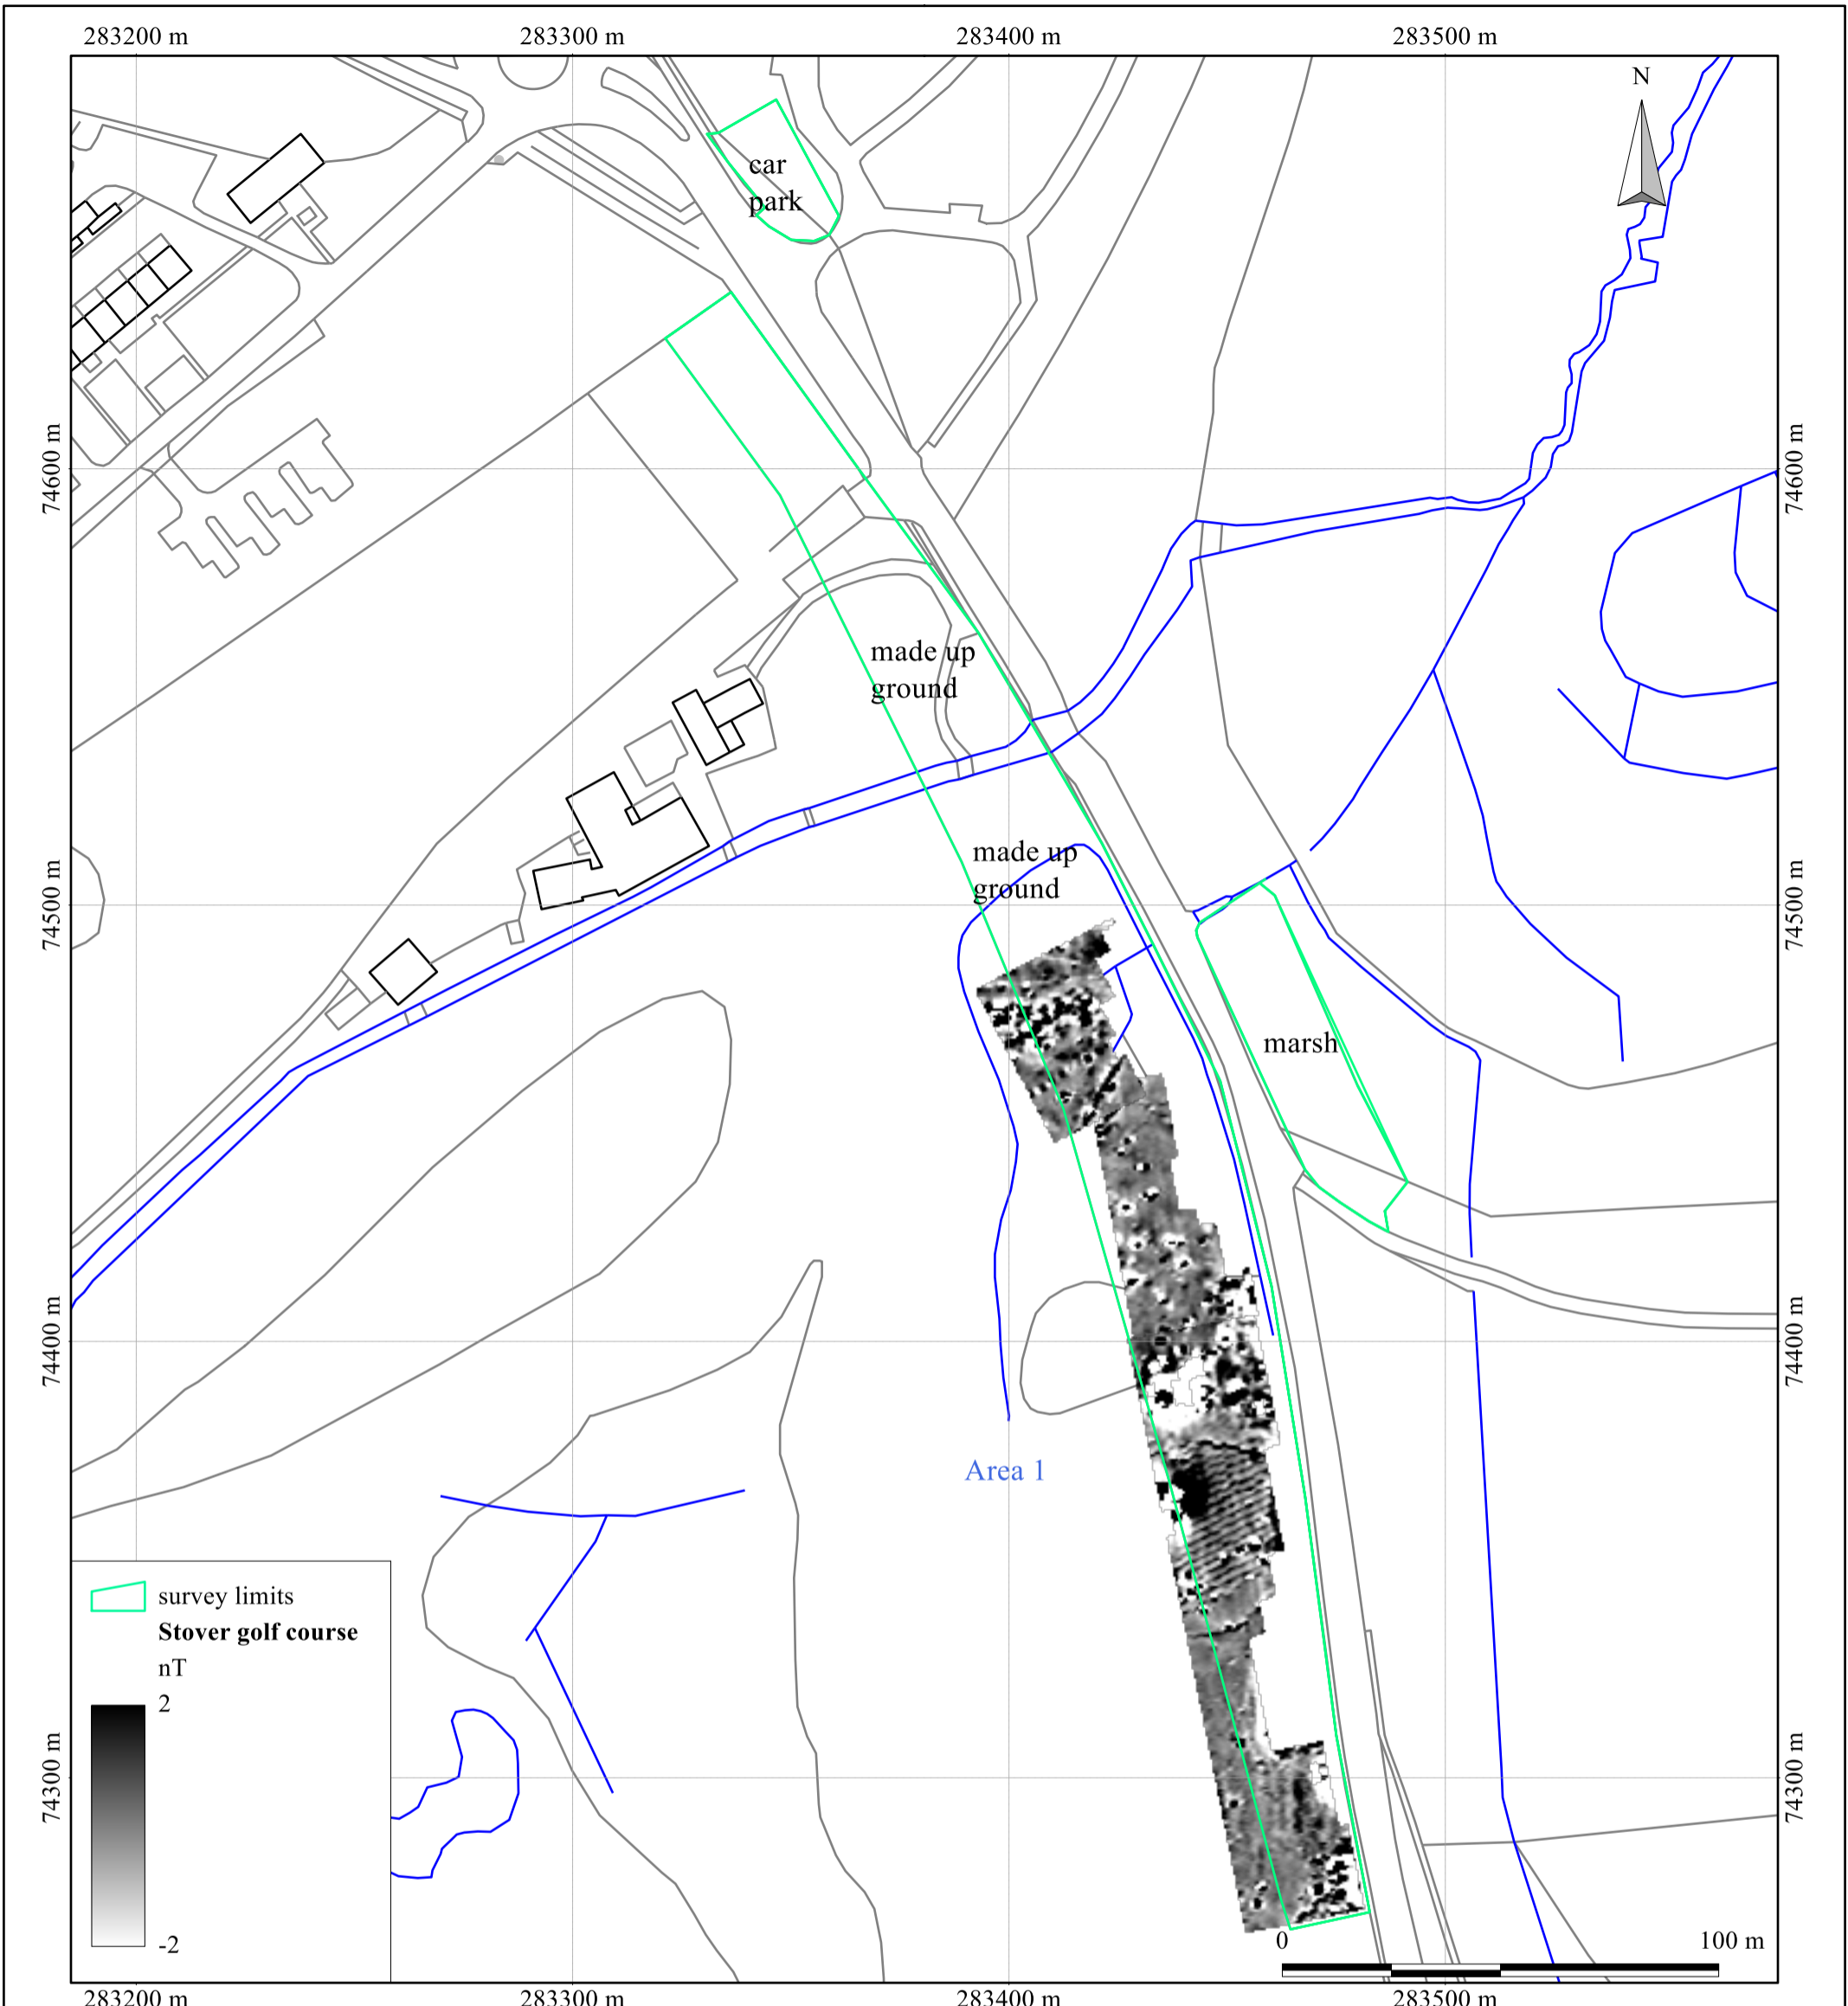 283200 m 283300 m 283400 m 283500 m
N
car
park
74600 m 74600 m
made up
ground
made up
ground
74500 m 74500 m
marsh
74400 m 74400 m
Area 1
survey limits
Stover golf course
nT
2
-2
74300 m 74300 m
0 100 m
283200 m 283300 m 283400 m 283500 m